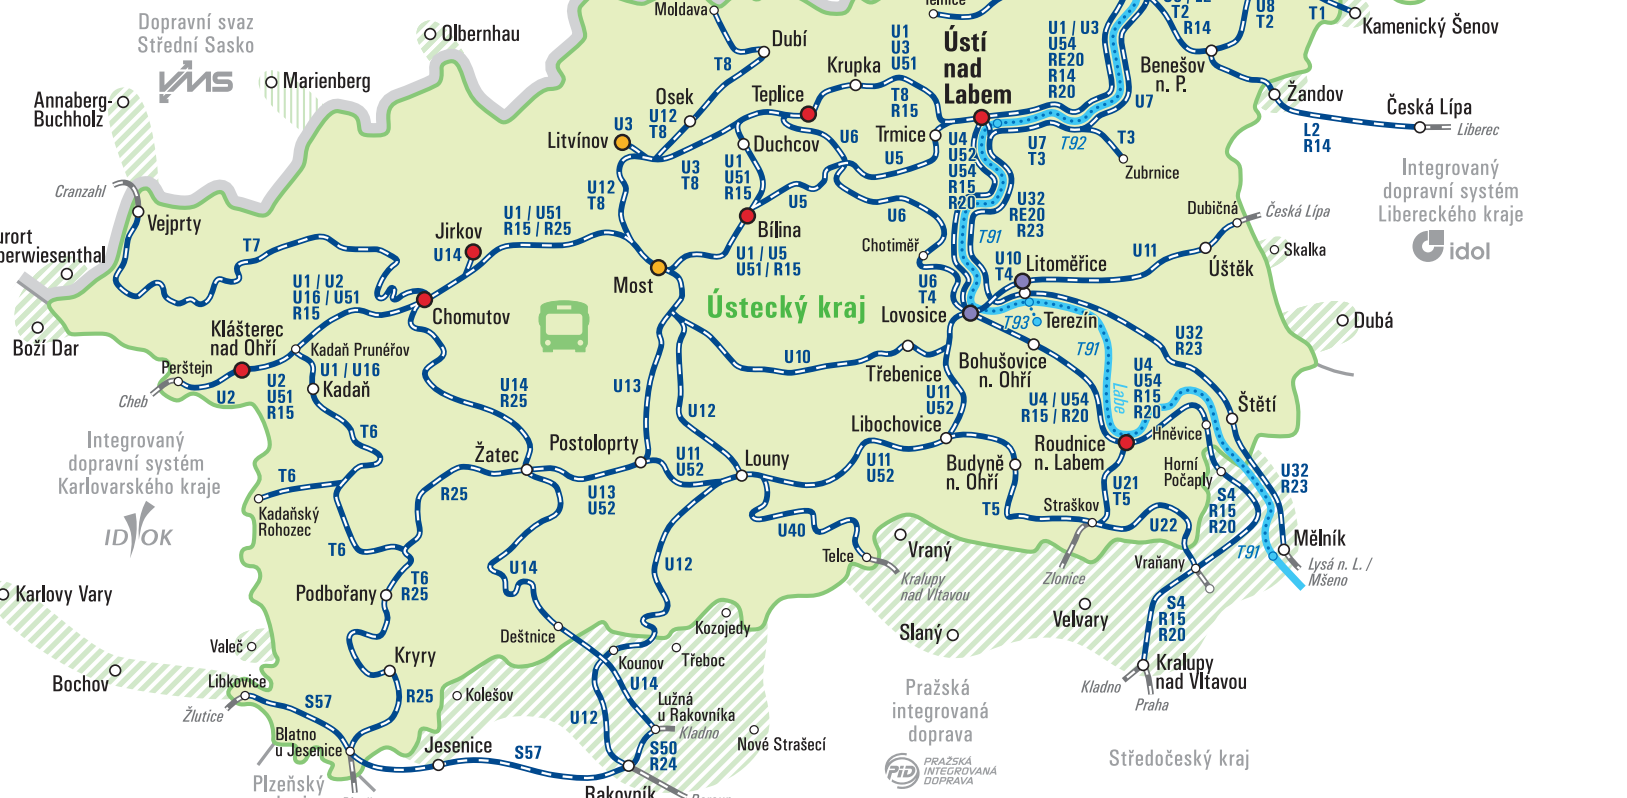 Dopravní svaz
Střední Sasko
VMS
Olbernhau
Marienberg
Annaberg-
Buchholz
Cranzahl
Vejprty
Boží Dar
Moldava
T8
Dubí
Krupka
U1
U3
U51
T8
R15
Ústí
nad
Labem
U1 / U3
U54
RE20
R14
R20
T2
R14
U8
T2
T1
Kamenický Šenov
Benešov
n. P.
U7
Žandov
Česká Lípa
Liberec
L2
R14
Integrovaný
dopravní systém
Libereckého kraje
idol
Osek
U12
T8
Teplice
Litvínov
U3
U3
T8
Duchcov
U1
U51
R15
U6
Trmice
U5
U5
U4
U52
U54
R15
R20
U7
T3
T92
T3
Zubrnice
U12
T8
U6
U32
RE20
R23
T91
Dubičná
Česká Lípa
Skalka
Úštěk
U11
Jirkov
U14
U1 / U51
R15 / R25
Bílina
U1 / U5
U51 / R15
Most
Chotiměř
U6
T4
U10
T4
Litoměřice
T7
U1 / U2
U16 / U51
R15
Chomutov
Ústecký kraj
Lovosice
T93
Terezín
Dubá
Klášterec
nad Ohří
Kadaň Prunéřov
U1 / U16
Perštejn
Cheb
U2
U2
U51
R15
Kadaň
U14
R25
U13
U10
Třebenice
Bohušovice
n. Ohří
T91
U32
R23
U4
U54
R15
R20
Labe
U4 / U54
R15 / R20
U11
U52
U12
Štětí
Integrovaný
dopravní systém
Karlovarského kraje
IDOK
T6
T6
Kadaňský
Rohozec
T6
R25
Žatec
Postoloprty
U11
U52
Louny
U13
U52
U11
U52
Libochovice
Budyně
n. Ohří
Roudnice
n. Labem
Hněvice
Horní
Počaply
U21
T5
T5
Straškov
U22
S4
R15
R20
U32
R23
T91
Mělník
Lysá n. L. /
Mšeno
U40
Telce
Kralupy
nad Vltavou
Vraný
Zlonice
Vraňany
Karlovy Vary
Podbořany
T6
R25
U14
U12
Slaný
Velvary
S4
R15
R20
Valeč
Deštnice
Kozojedy
Bochov
Libkovice
Žlutice
Kryry
R25
Kounov
Třeboc
U14
Kolešov
Kladno
Kralupy
nad Vltavou
Praha
S57
U12
Lužná
u Rakovníka
Kladno
Pražská
integrovaná
doprava
PID
PRAŽSKÁ
INTEGROVANÁ
DOPRAVA
Blatno
u Jesenice
Jesenice
S57
S50
R24
Nové Strašecí
Středočeský kraj
Plzeňský
Rakovník